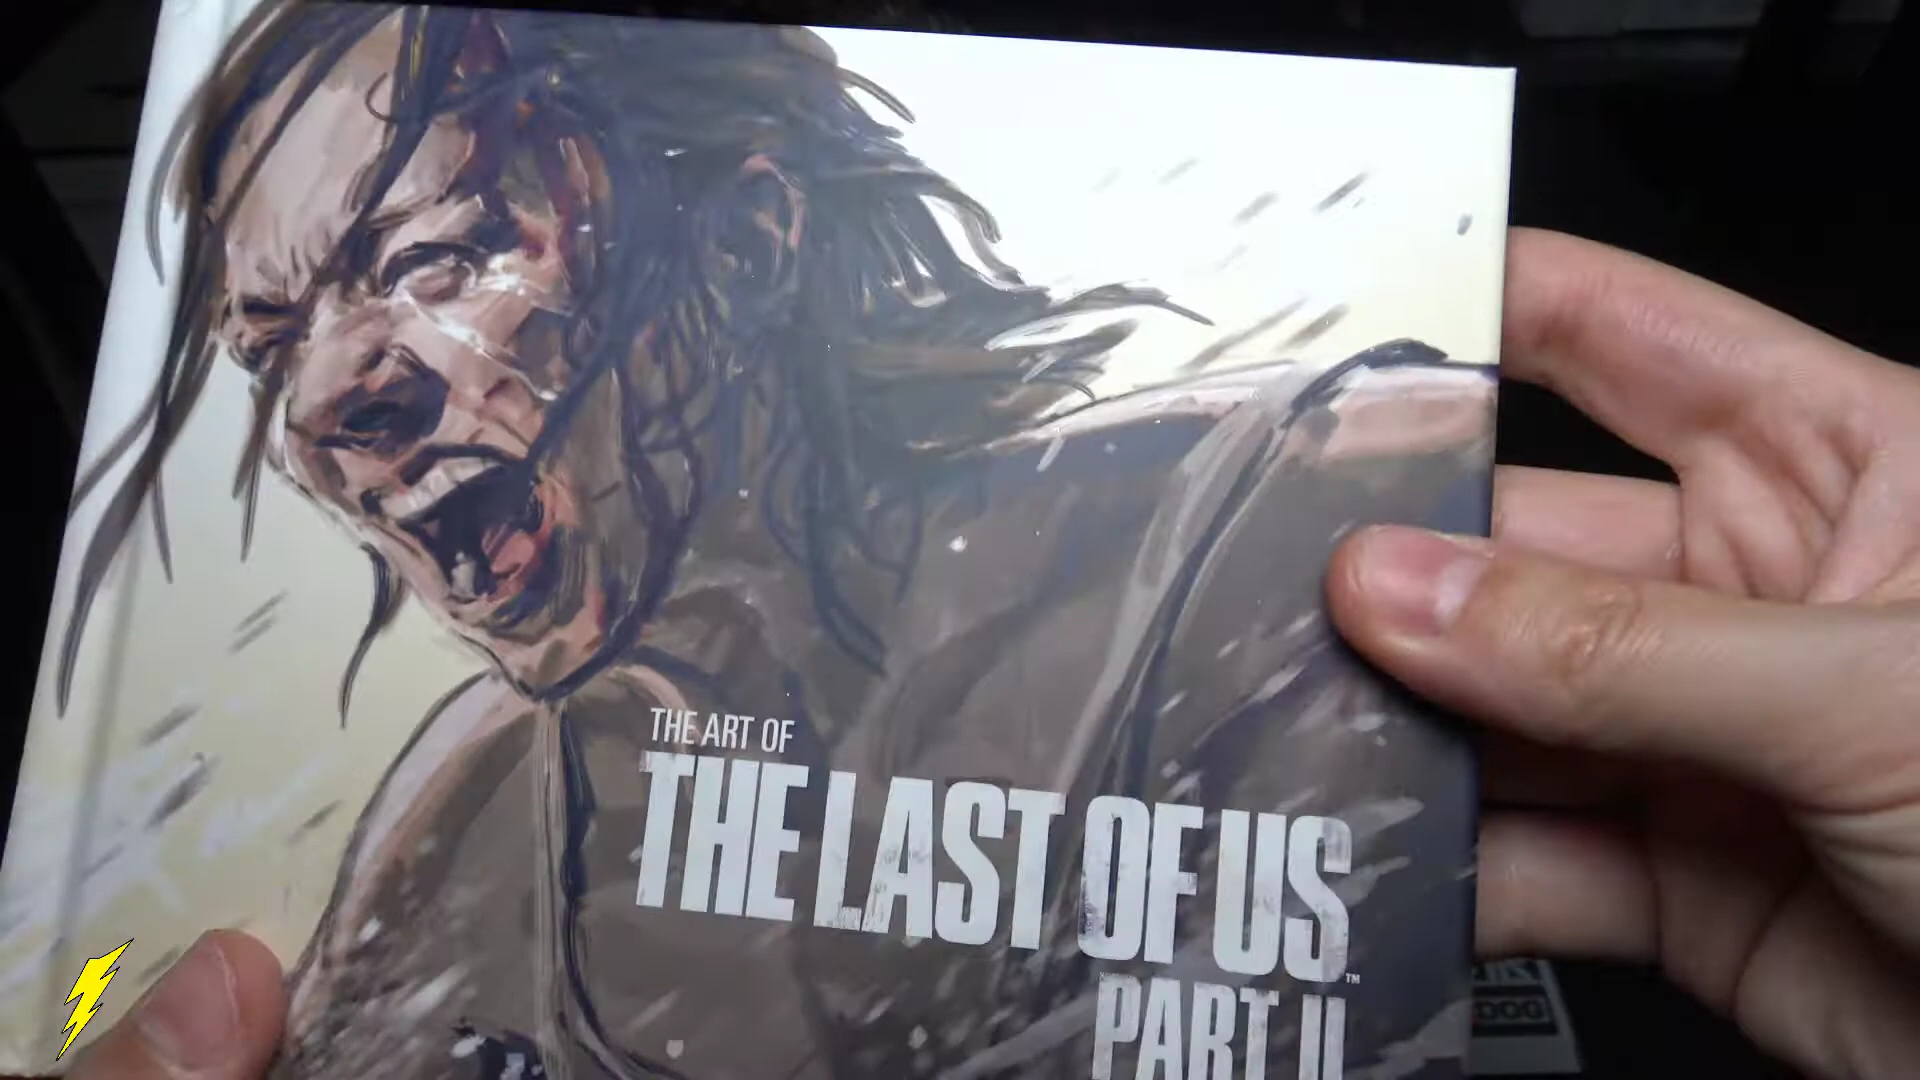 THE ART OF
THE LAST OF US™
PART II